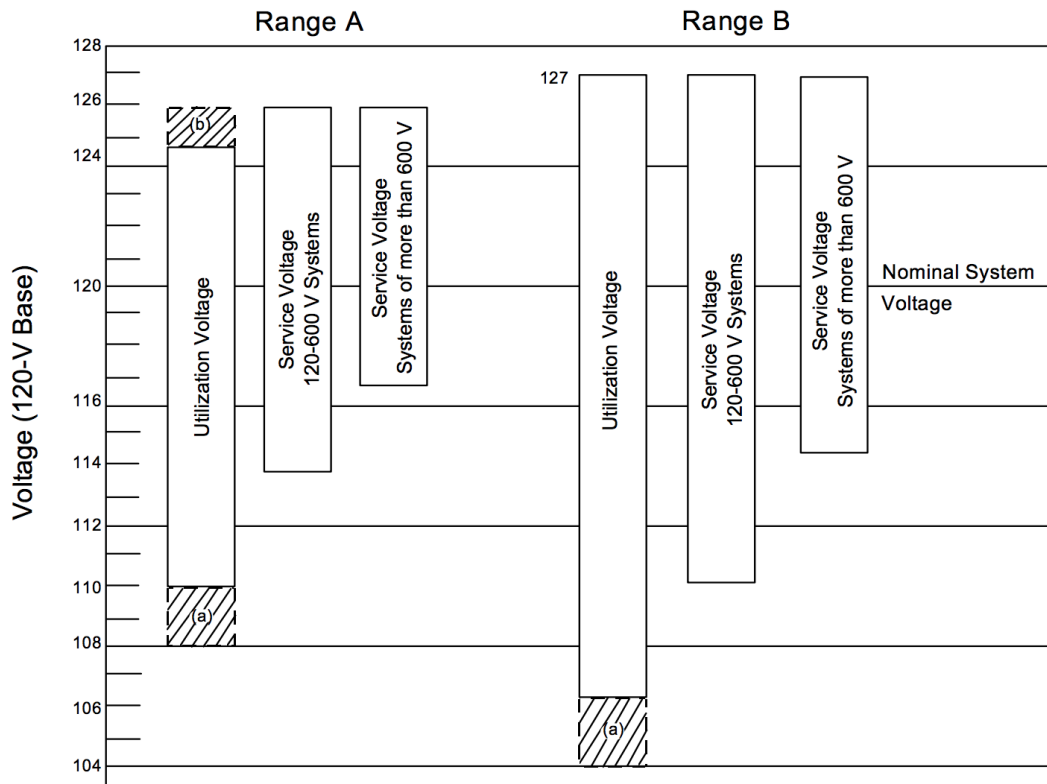 Range A
Range B
Voltage (120-V Base)
128
126
124
120
116
114
112
110
108
106
104
(b)
Utilization Voltage
(a)
Service Voltage
120-600 V Systems
Service Voltage
Systems of more than 600 V
127
Utilization Voltage
(a)
Service Voltage
120-600 V Systems
Service Voltage
Systems of more than 600 V
Nominal System
Voltage